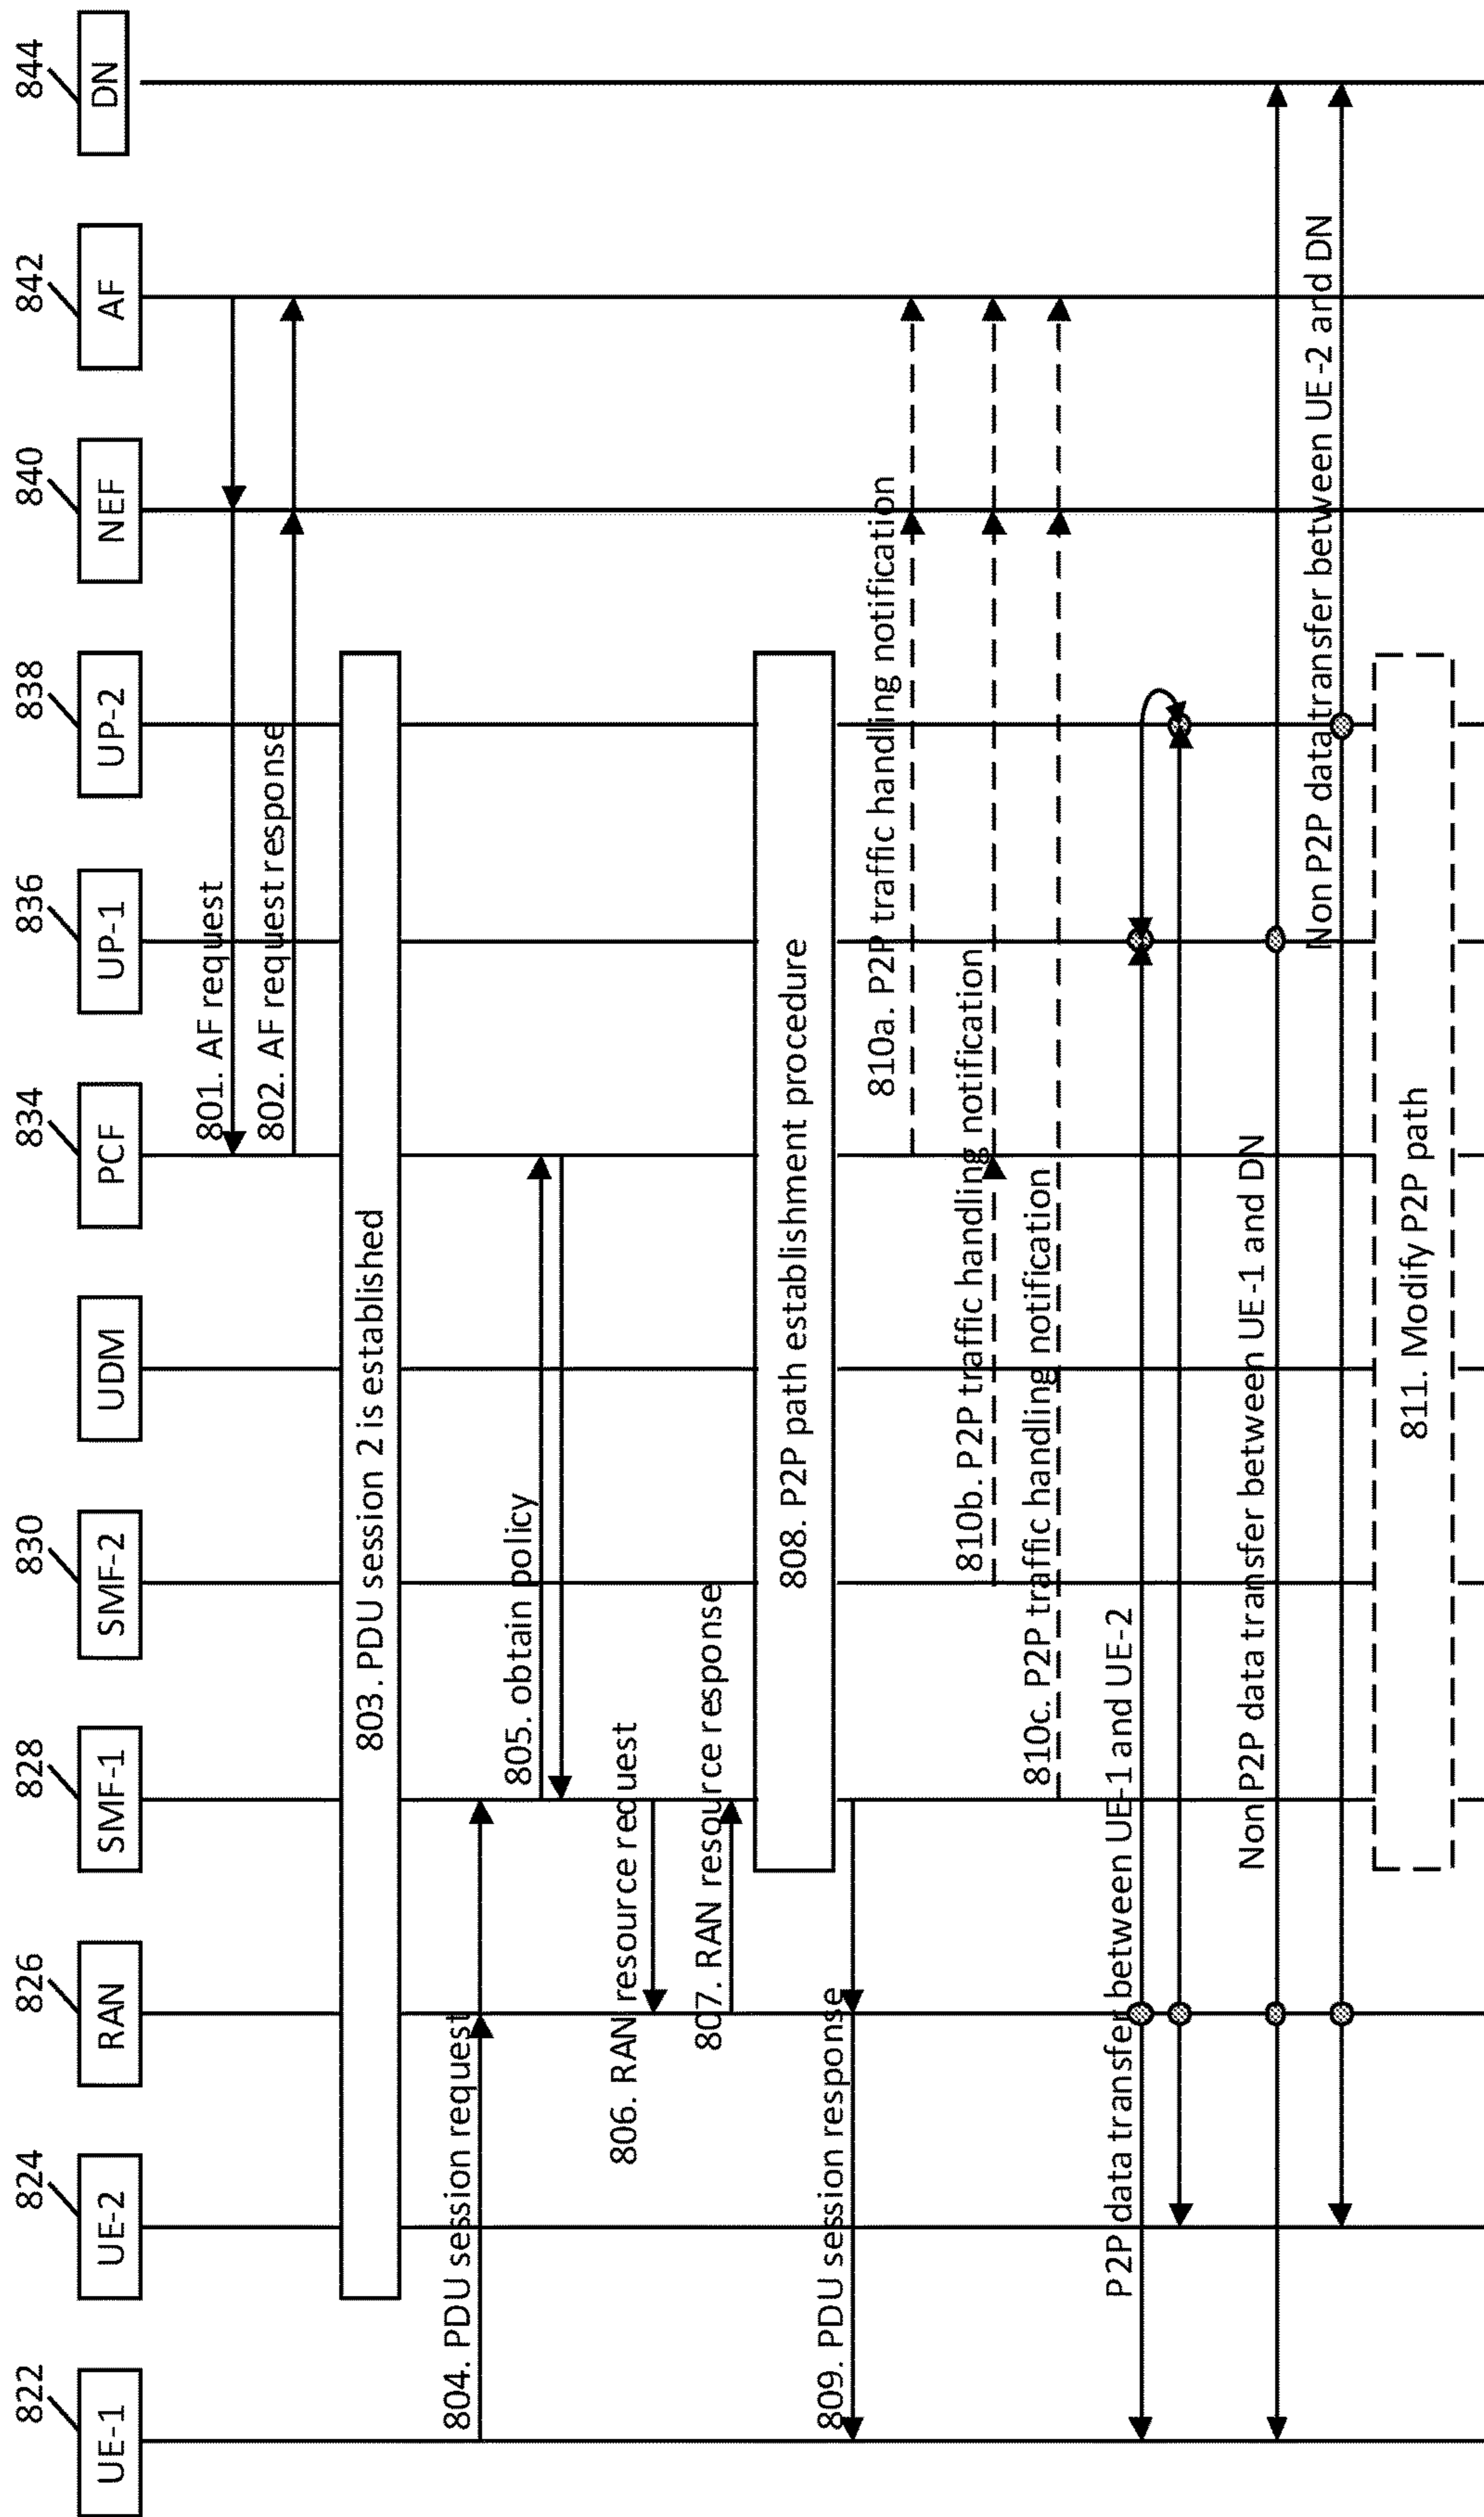 822
824
826
828
830
834
836
838
840
842
844
UE-1
UE-2
RAN
SMF-1
SMF-2
UDM
PCF
UP-1
UP-2
NEF
AF
DN
801. AF request
802. AF request response
803. PDU session 2 is established
804. PDU session request
805. obtain policy
806. RAN resource request
807. RAN resource response
808. P2P path establishment procedure
809. PDU session response
810a. P2P traffic handling notification
810b. P2P traffic handling notification
810c. P2P traffic handling notification
P2P data transfer between UE-1 and UE-2
Non P2P data transfer between UE-1 and DN
Non P2P data transfer between UE-2 and DN
811. Modify P2P path